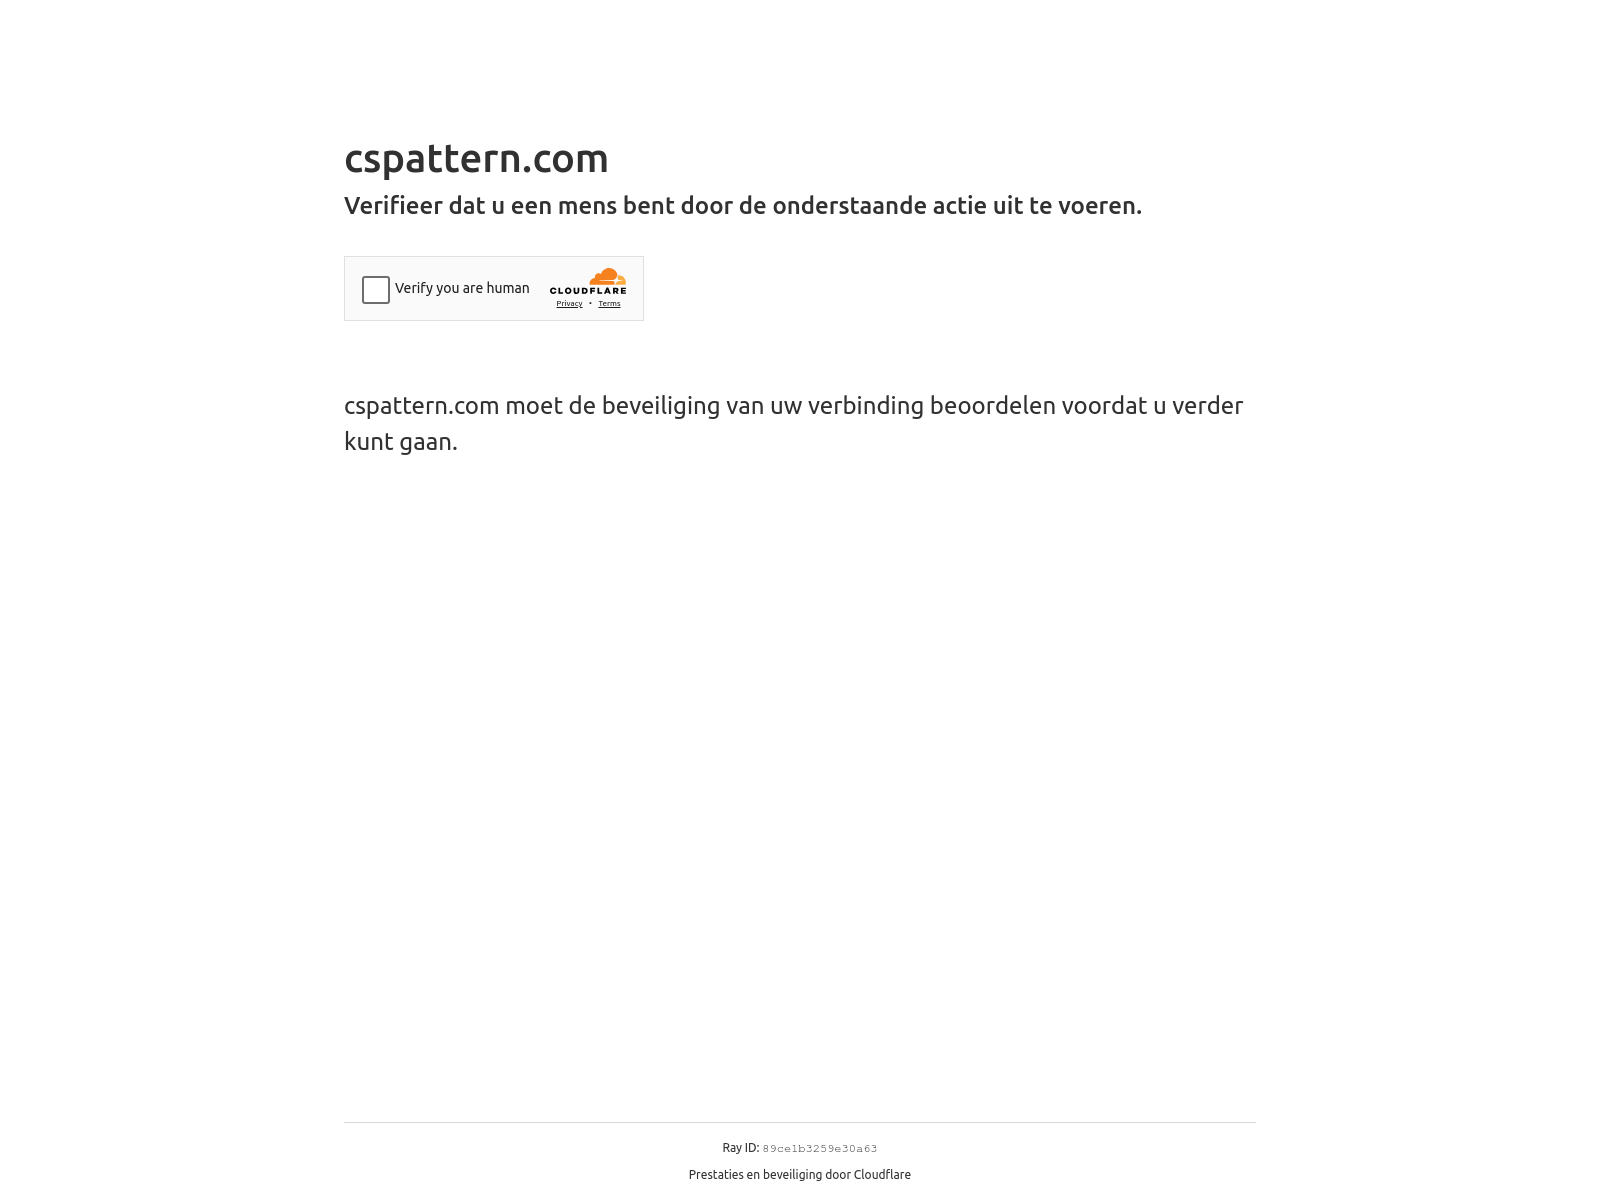 cspattern.com
Verifieer dat u een mens bent door de onderstaande actie uit te voeren.
Verify you are human
CLOUDFLARE
Privacy • Terms
cspattern.com moet de beveiliging van uw verbinding beoordelen voordat u verder
kunt gaan.
Ray ID: 89ce1b3259e30a63
Prestaties en beveiliging door Cloudflare